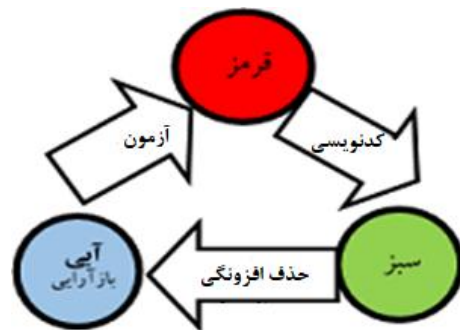 قرمز
آزمون
کدنویسی
سبز
حذف افزونگی
آبی
بازآرایی